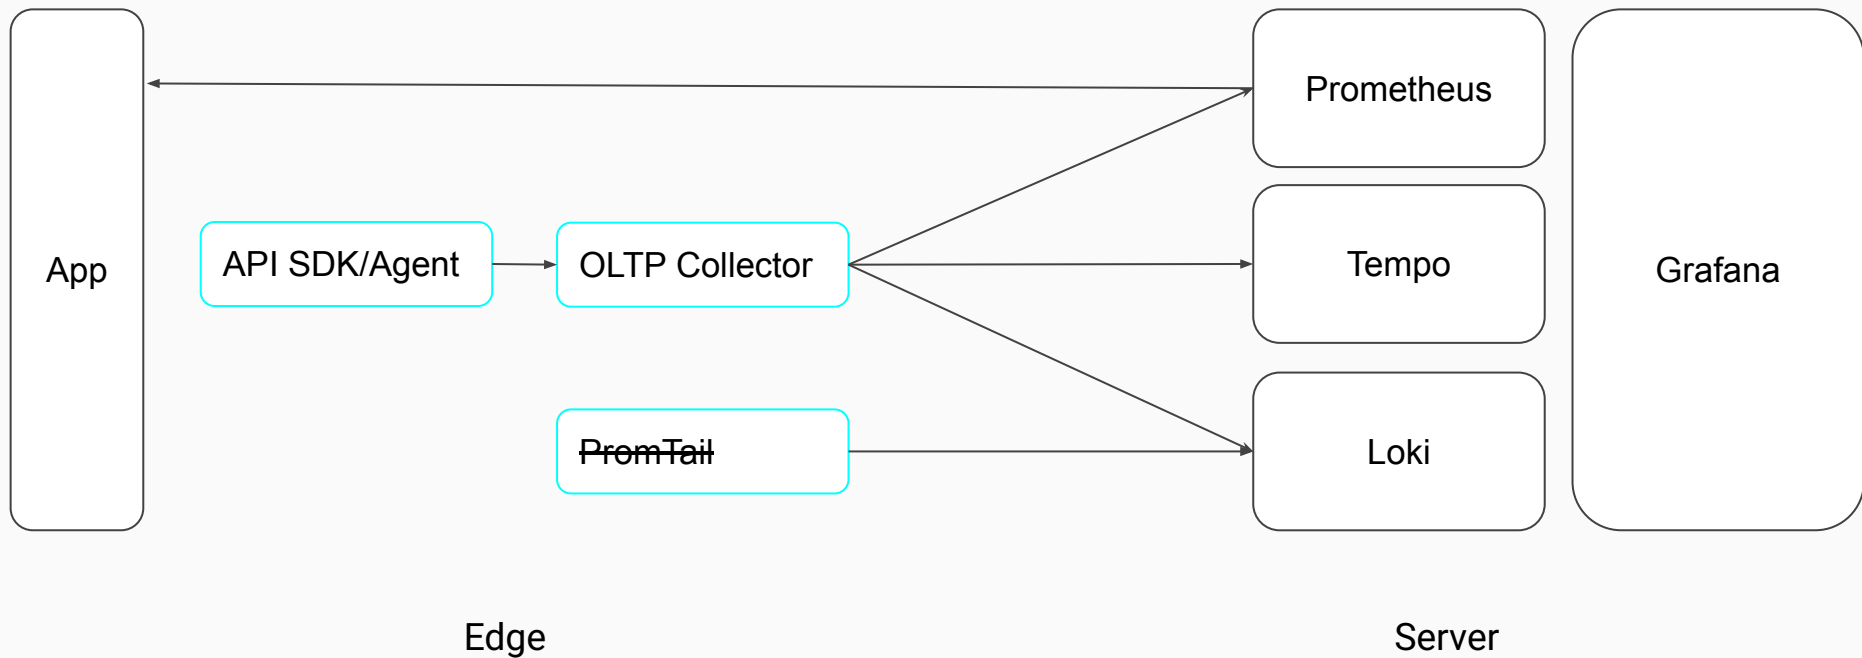 Prometheus
App
API SDK/Agent
OLTP Collector
Tempo
Grafana
PromTail
Loki
Edge
Server